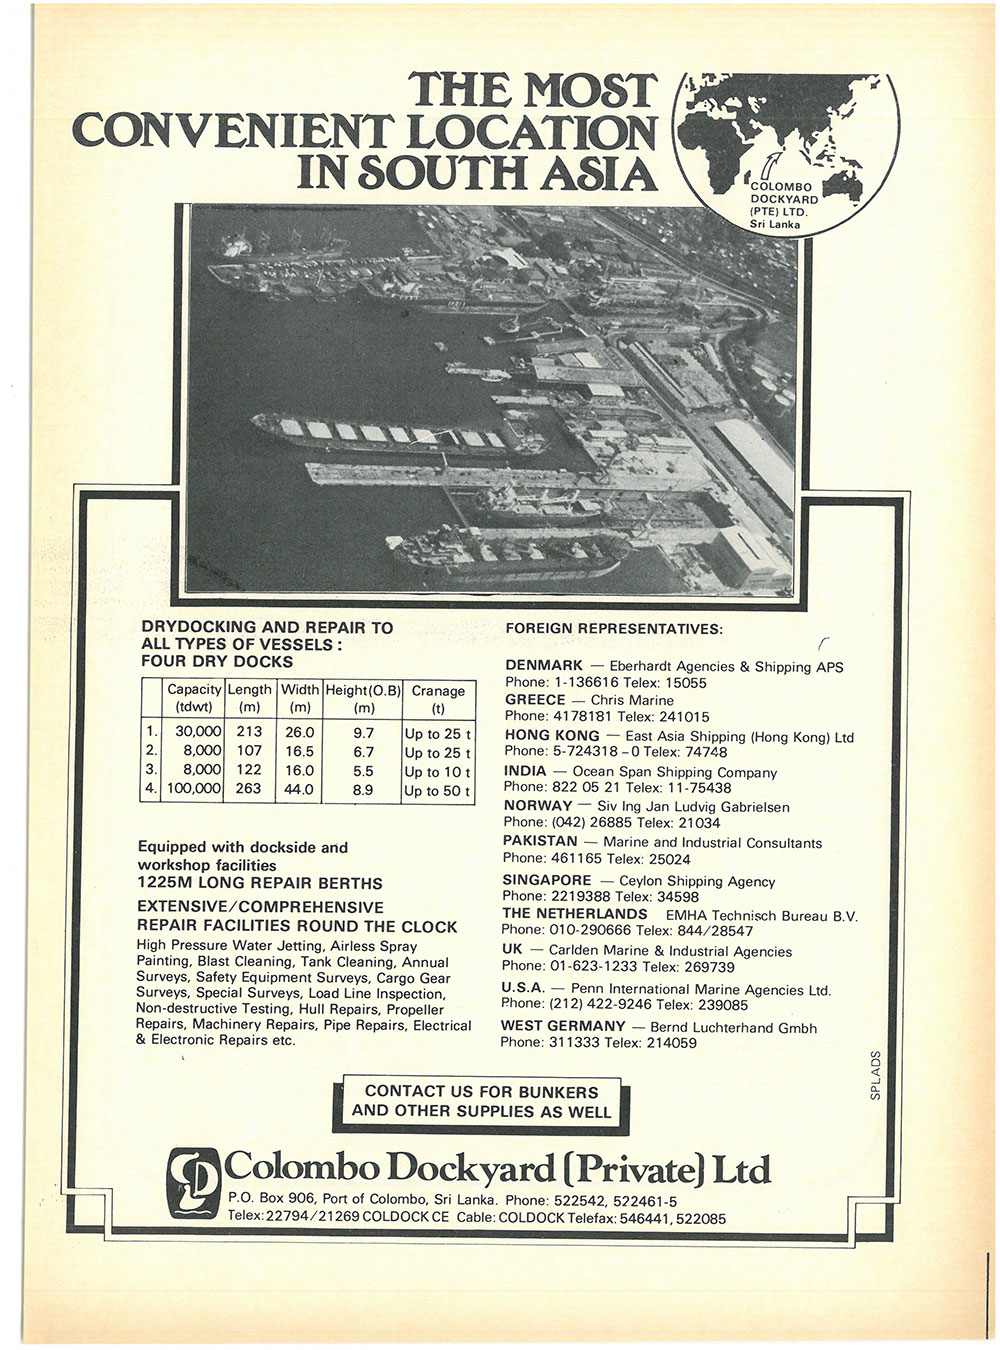 THE MOST
CONVENIENT LOCATION
IN SOUTH ASIA
COLOMBO
DOCKYARD
(PTE) LTD.
Sri Lanka
DRYDOCKING AND REPAIR TO
ALL TYPES OF VESSELS :
FOUR DRY DOCKS
Capacity (tdwt) Length (m) Width (m) Height(O.B) (m) Cranage (t)
1. 30,000 213 26.0 9.7 Up to 25 t
2. 8,000 107 16.5 6.7 Up to 25 t
3. 8,000 122 16.0 5.5 Up to 10 t
4. 100,000 263 44.0 8.9 Up to 50 t
Equipped with dockside and
workshop facilities
1225M LONG REPAIR BERTHS
EXTENSIVE/COMPREHENSIVE
REPAIR FACILITIES ROUND THE CLOCK
High Pressure Water Jetting, Airless Spray
Painting, Blast Cleaning, Tank Cleaning, Annual
Surveys, Safety Equipment Surveys, Cargo Gear
Surveys, Special Surveys, Load Line Inspection,
Non-destructive Testing, Hull Repairs, Propeller
Repairs, Machinery Repairs, Pipe Repairs, Electrical
& Electronic Repairs etc.
FOREIGN REPRESENTATIVES:
DENMARK — Eberhardt Agencies & Shipping APS
Phone: 1-136616 Telex: 15055
GREECE — Chris Marine
Phone: 4178181 Telex: 241015
HONG KONG — East Asia Shipping (Hong Kong) Ltd
Phone: 5-724318 – 0 Telex: 74748
INDIA — Ocean Span Shipping Company
Phone: 822 05 21 Telex: 11-75438
NORWAY — Siv Ing Jan Ludvig Gabrielsen
Phone: (042) 26885 Telex: 21034
PAKISTAN — Marine and Industrial Consultants
Phone: 461165 Telex: 25024
SINGAPORE — Ceylon Shipping Agency
Phone: 2219388 Telex: 34598
THE NETHERLANDS EMHA Technisch Bureau B.V.
Phone: 010-290666 Telex: 844/28547
UK — Carlden Marine & Industrial Agencies
Phone: 01-623-1233 Telex: 269739
U.S.A. — Penn International Marine Agencies Ltd.
Phone: (212) 422-9246 Telex: 239085
WEST GERMANY — Bernd Luchterhand Gmbh
Phone: 311333 Telex: 214059
SPLADS
CONTACT US FOR BUNKERS
AND OTHER SUPPLIES AS WELL
CD
Colombo Dockyard (Private) Ltd
P.O. Box 906, Port of Colombo, Sri Lanka. Phone: 522542, 522461-5
Telex:22794/21269 COLDOCK CE Cable: COLDOCK Telefax: 546441, 522085